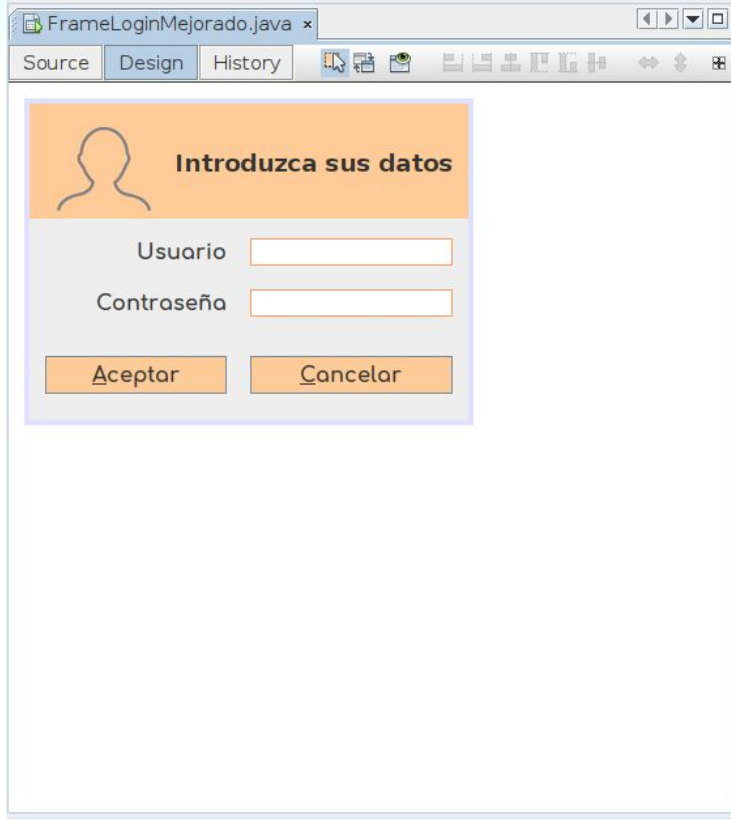 FrameLoginMejorado.java ×
Source Design History
Introduzca sus datos
Usuario
Contraseña
Aceptar Cancelar